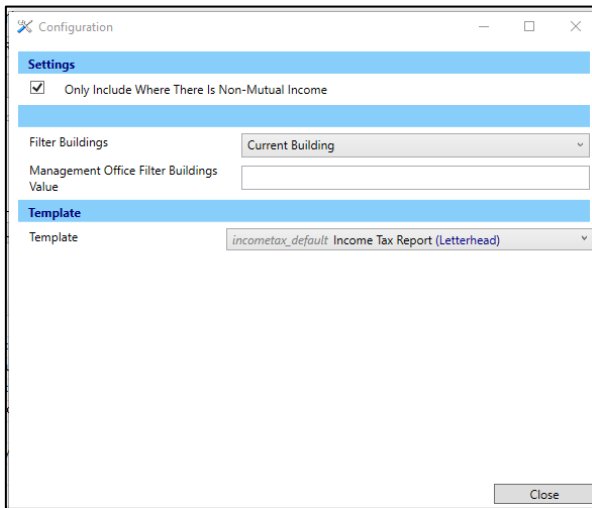 Configuration
Settings
Only Include Where There Is Non-Mutual Income
Filter Buildings
Current Building
Management Office Filter Buildings
Value
Template
Template
incometax_default Income Tax Report (Letterhead)
Close